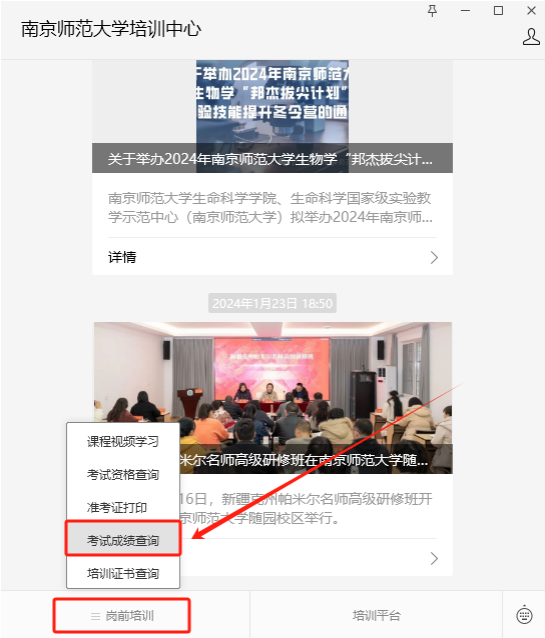 南京师范大学培训中心
于举办2024年南京师范
生物学“邦杰拔尖计划”
验技能提升冬令营的通
关于举办2024年南京师范大学生物学“邦杰拔尖计...
南京师范大学生命科学学院、生命科学国家级实验教
学示范中心（南京师范大学）拟举办2024年南京师...
详情
2024年1月23日 18:50
米尔名师高级研修班在南京师范大学随...
16日，新疆克州帕米尔名师高级研修班开
京师范大学随园校区举行。
课程视频学习
考试资格查询
准考证打印
考试成绩查询
培训证书查询
岗前培训
培训平台